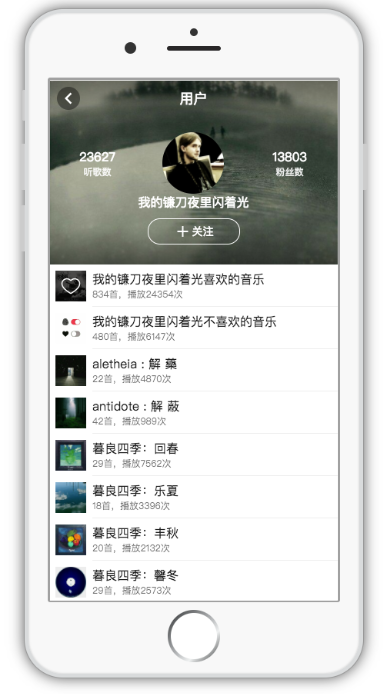 用户
23627
听歌数
13803
粉丝数
我的镰刀夜里闪着光
+ 关注
我的镰刀夜里闪着光喜欢的音乐
834首，播放24354次
我的镰刀夜里闪着光不喜欢的音乐
480首，播放6147次
aletheia : 解 藥
22首，播放4870次
antidote : 解 蔽
42首，播放989次
暮良四季：回春
29首，播放7562次
暮良四季：乐夏
18首，播放3396次
暮良四季：丰秋
20首，播放2132次
暮良四季：馨冬
29首，播放2573次